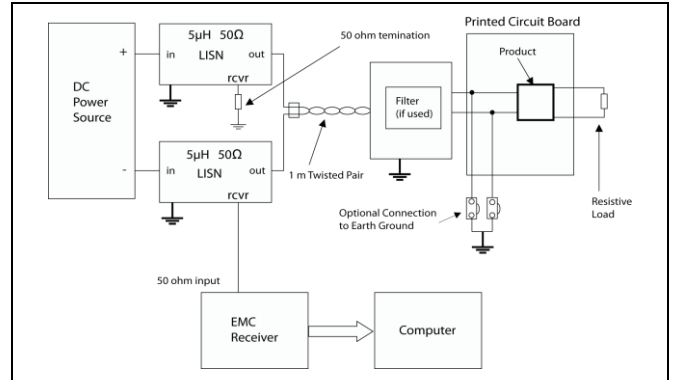 Printed Circuit Board
5µH 50Ω
LISN
in
out
rcvr
50 ohm temination
Product
+
DC
Power
Source
-
Filter
(if used)
5µH 50Ω
LISN
in
out
rcvr
1 m Twisted Pair
Optional Connection
to Earth Ground
Resistive
Load
50 ohm input
EMC
Receiver
Computer